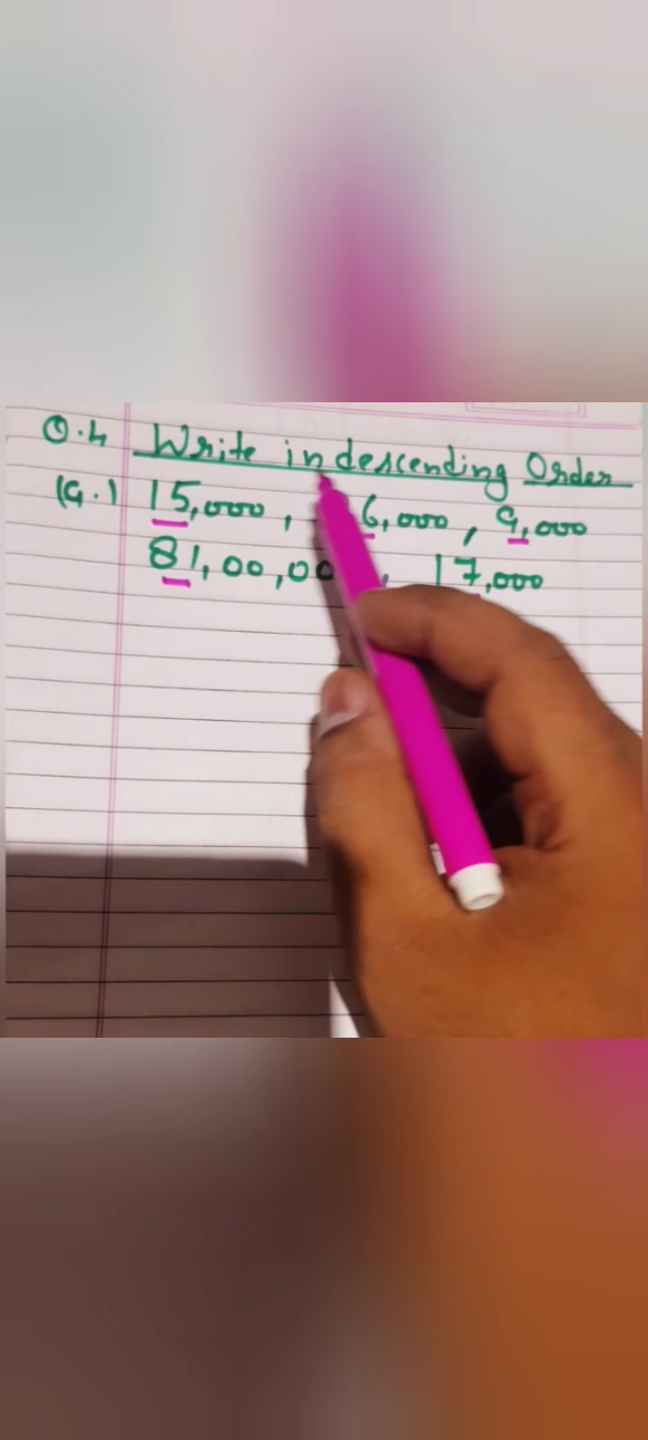 Q.4 Write in descending Order
(a.) 15,000, 6,000, 9,000
81,00,00 , 17,000